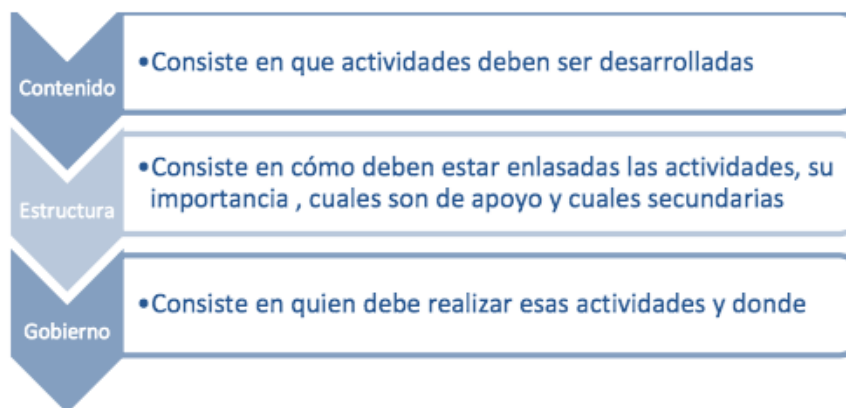 Contenido
•Consiste en que actividades deben ser desarrolladas
Estructura
•Consiste en cómo deben estar enlasadas las actividades, su
importancia , cuales son de apoyo y cuales secundarias
Gobierno
•Consiste en quien debe realizar esas actividades y donde